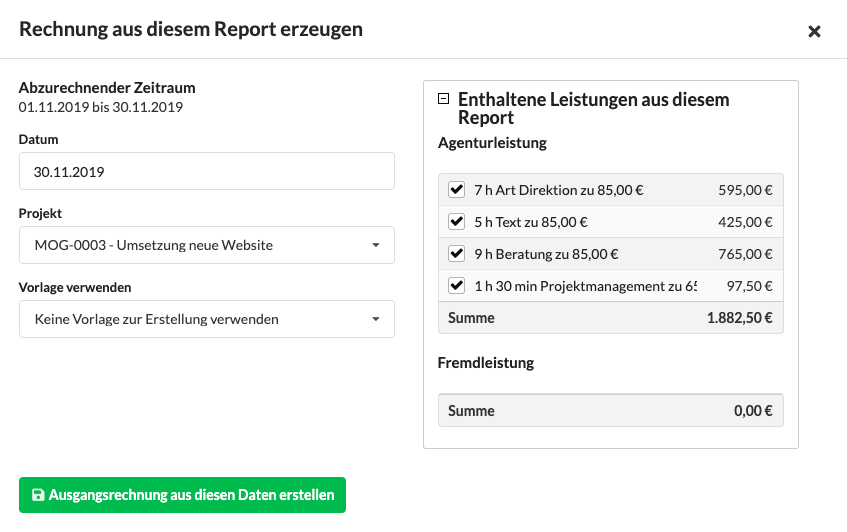 Rechnung aus diesem Report erzeugen
Abzurechnender Zeitraum
01.11.2019 bis 30.11.2019
Datum
30.11.2019
Projekt
MOG-0003 - Umsetzung neue Website
Vorlage verwenden
Keine Vorlage zur Erstellung verwenden
Enthaltene Leistungen aus diesem
Report
Agenturleistung
7 h Art Direktion zu 85,00 € 595,00 €
5 h Text zu 85,00 € 425,00 €
9 h Beratung zu 85,00 € 765,00 €
1 h 30 min Projektmanagement zu 65 97,50 €
Summe 1.882,50 €
Fremdleistung
Summe 0,00 €
Ausgangsrechnung aus diesen Daten erstellen